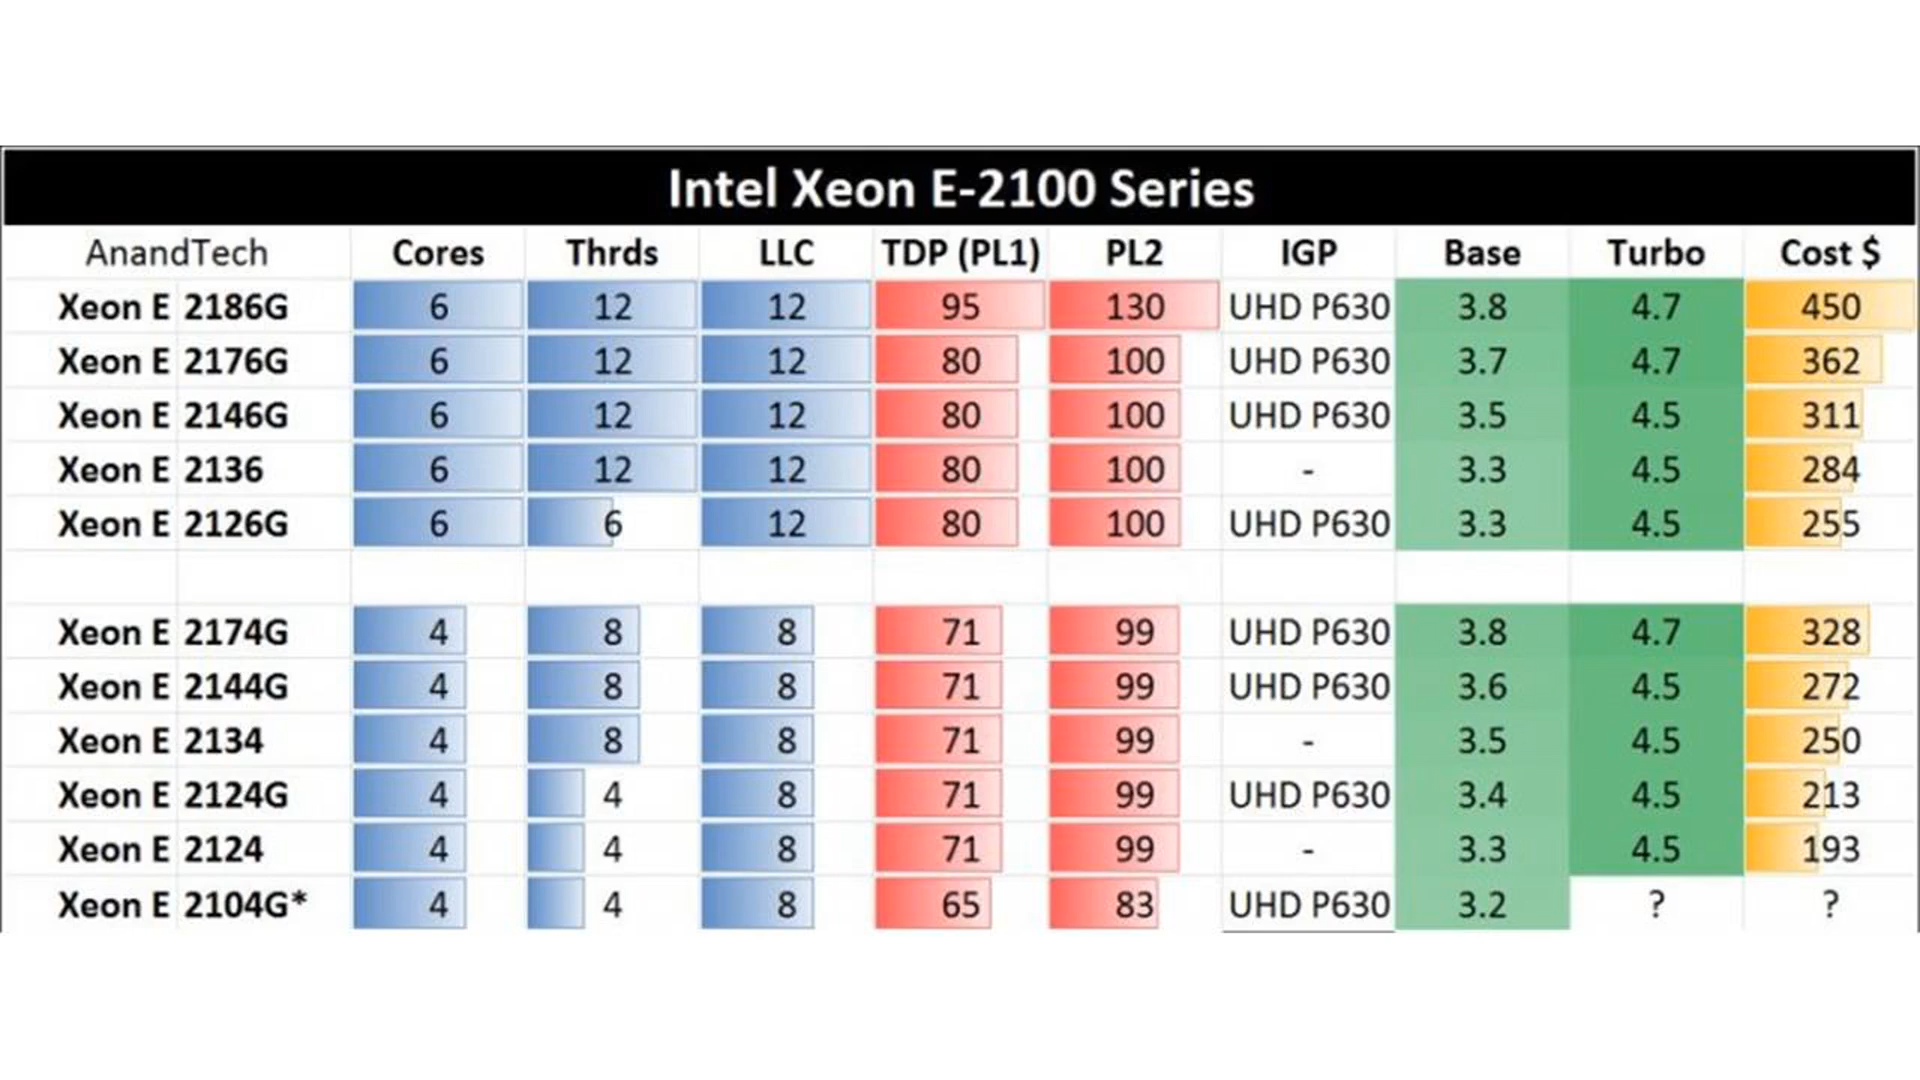 Intel Xeon E-2100 Series
AnandTech Cores Thrds LLC TDP (PL1) PL2 IGP Base Turbo Cost $
Xeon E 2186G 6 12 12 95 130 UHD P630 3.8 4.7 450
Xeon E 2176G 6 12 12 80 100 UHD P630 3.7 4.7 362
Xeon E 2146G 6 12 12 80 100 UHD P630 3.5 4.5 311
Xeon E 2136 6 12 12 80 100 - 3.3 4.5 284
Xeon E 2126G 6 6 12 80 100 UHD P630 3.3 4.5 255
Xeon E 2174G 4 8 8 71 99 UHD P630 3.8 4.7 328
Xeon E 2144G 4 8 8 71 99 UHD P630 3.6 4.5 272
Xeon E 2134 4 8 8 71 99 - 3.5 4.5 250
Xeon E 2124G 4 4 8 71 99 UHD P630 3.4 4.5 213
Xeon E 2124 4 4 8 71 99 - 3.3 4.5 193
Xeon E 2104G* 4 4 8 65 83 UHD P630 3.2 ? ?